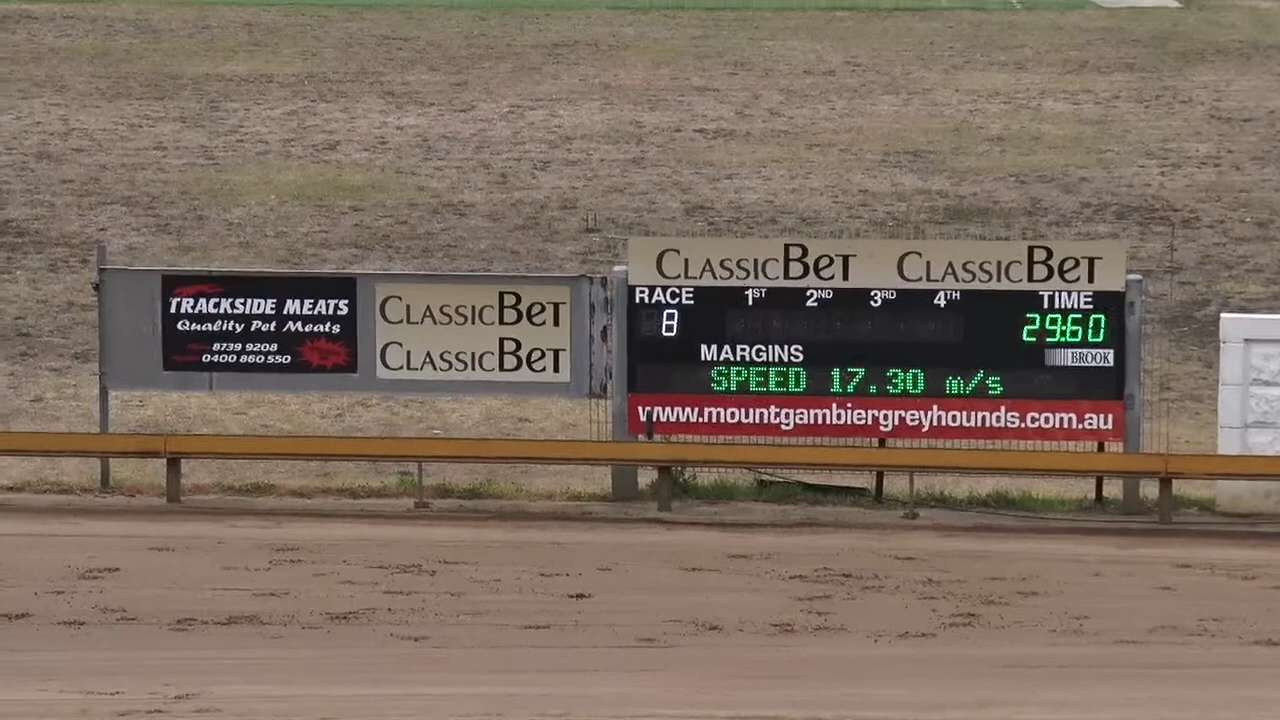 TRACKSIDE MEATS
Quality Pet Meats
8739 9208
0400 860 550
CLASSICBET
CLASSICBET
CLASSICBET CLASSICBET
RACE 1ST 2ND 3RD 4TH TIME
8 29:60
MARGINS
BROOK
SPEED 17.30 m/s
www.mountgambiergreyhounds.com.au